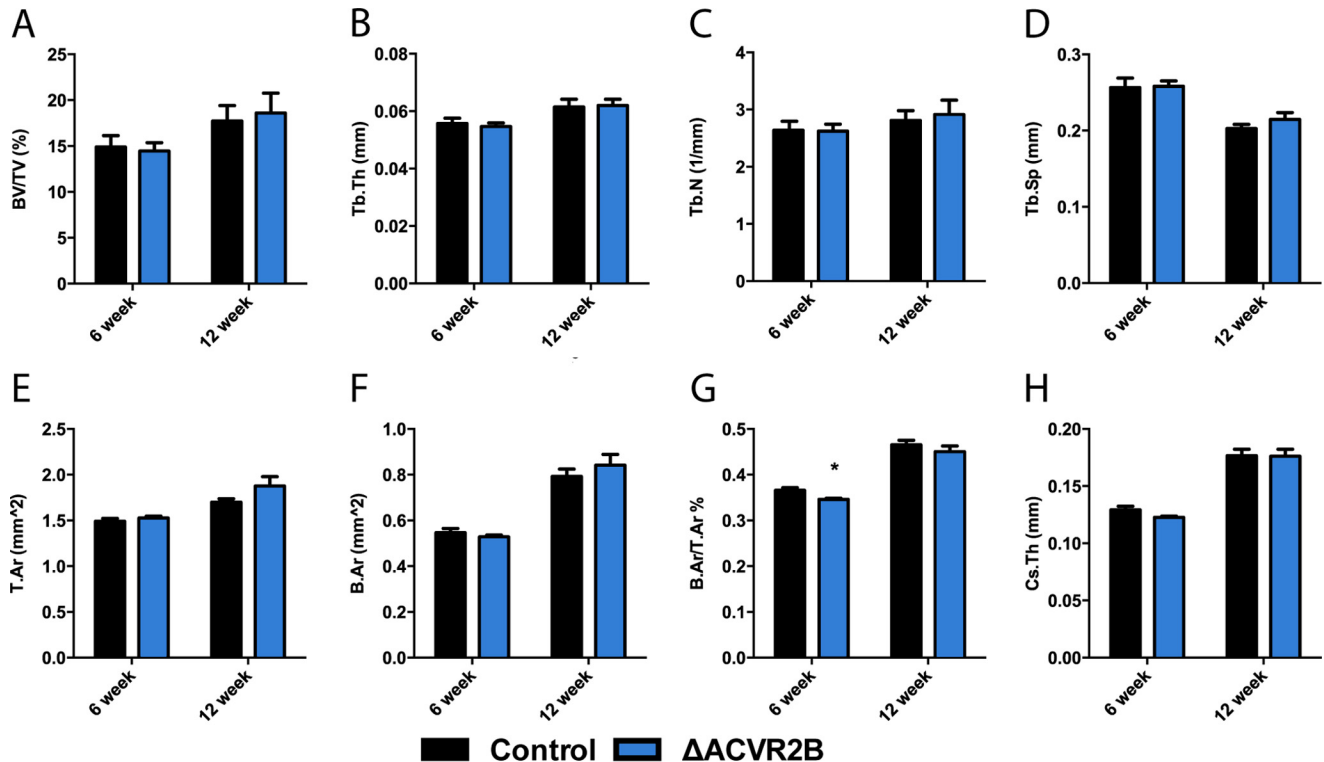 A
BV/TV (%)
25
20
15
10
5
0
6 week
12 week
B
Tb.Th (mm)
0.08
0.06
0.04
0.02
0.00
6 week
12 week
C
Tb.N (1/mm)
4
3
2
1
0
6 week
12 week
D
Tb.Sp (mm)
0.3
0.2
0.1
0.0
6 week
12 week
E
T.Ar (mm^2)
2.5
2.0
1.5
1.0
0.5
0.0
6 week
12 week
F
B.Ar (mm^2)
1.0
0.8
0.6
0.4
0.2
0.0
6 week
12 week
G
B.Ar/T.Ar %
0.5
0.4
0.3
0.2
0.1
0.0
*
6 week
12 week
H
Cs.Th (mm)
0.20
0.15
0.10
0.05
0.00
6 week
12 week
Control ΔACVR2B